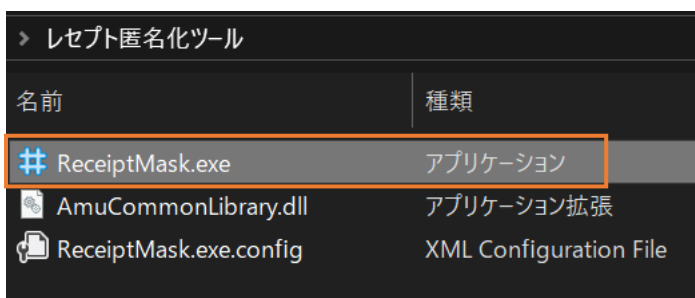 レセプト匿名化ツール
名前 種類
ReceiptMask.exe アプリケーション
AmuCommonLibrary.dll アプリケーション拡張
ReceiptMask.exe.config XML Configuration File